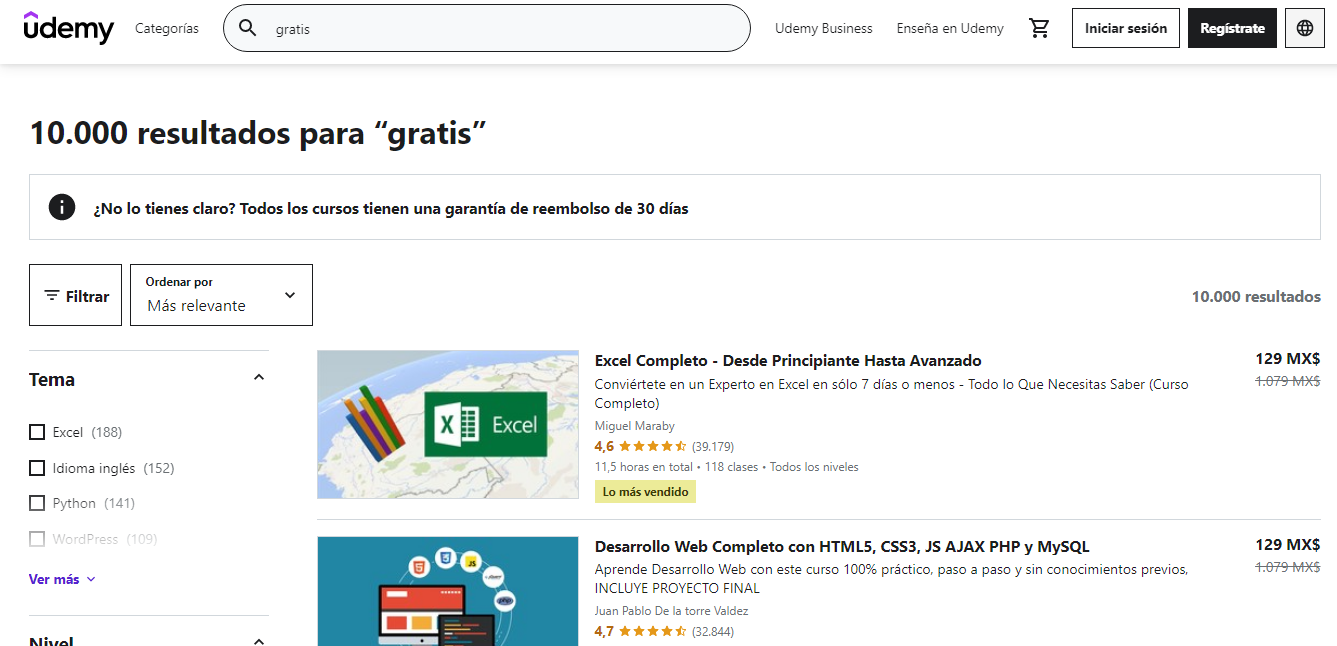 ûdemy
Categorías
gratis
Udemy Business
Enseña en Udemy
Iniciar sesión
Regístrate
10.000 resultados para “gratis”
¿No lo tienes claro? Todos los cursos tienen una garantía de reembolso de 30 días
Filtrar
Ordenar por
Más relevante
10.000 resultados
Tema
Excel (188)
Idioma inglés (152)
Python (141)
WordPress (109)
Ver más
Nivel
Excel
Excel Completo - Desde Principiante Hasta Avanzado
129 MX$
1.079 MX$
Conviértete en un Experto en Excel en sólo 7 días o menos - Todo lo Que Necesitas Saber (Curso
Completo)
Miguel Maraby
4,6 (39.179)
11,5 horas en total • 118 clases • Todos los niveles
Lo más vendido
Desarrollo Web Completo con HTML5, CSS3, JS AJAX PHP y MySQL
129 MX$
1.079 MX$
Aprende Desarrollo Web con este curso 100% práctico, paso a paso y sin conocimientos previos,
INCLUYE PROYECTO FINAL
Juan Pablo De la torre Valdez
4,7 (32.844)
JS
php